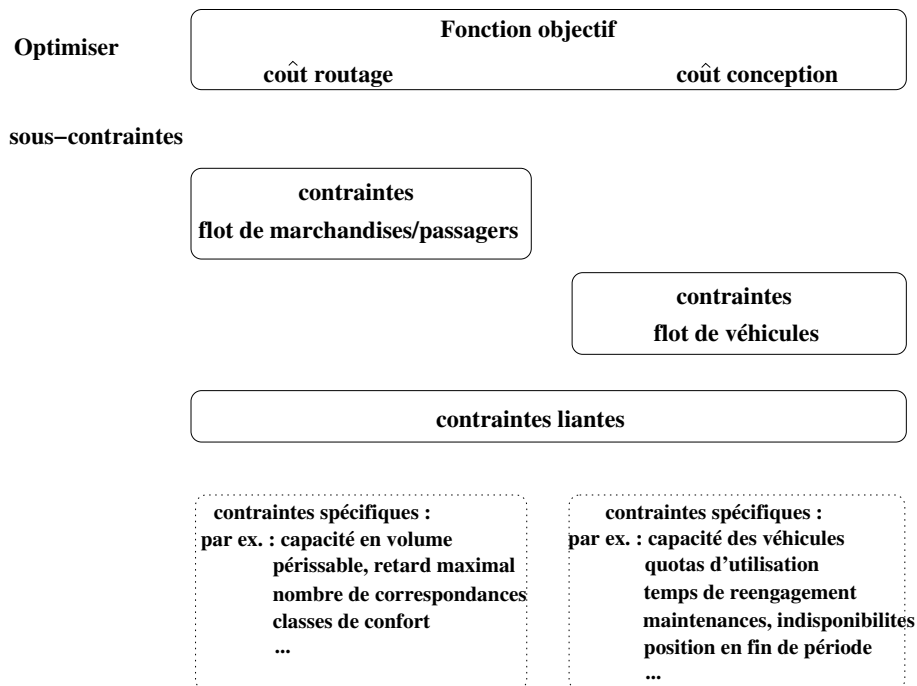 Optimiser
Fonction objectif
coût routage
coût conception
sous−contraintes
contraintes
flot de marchandises/passagers
contraintes
flot de véhicules
contraintes liantes
contraintes spécifiques :
par ex. : capacité en volume
périssable, retard maximal
nombre de correspondances
classes de confort
...
contraintes spécifiques :
par ex. : capacité des véhicules
quotas d'utilisation
temps de reengagement
maintenances, indisponibilites
position en fin de période
...